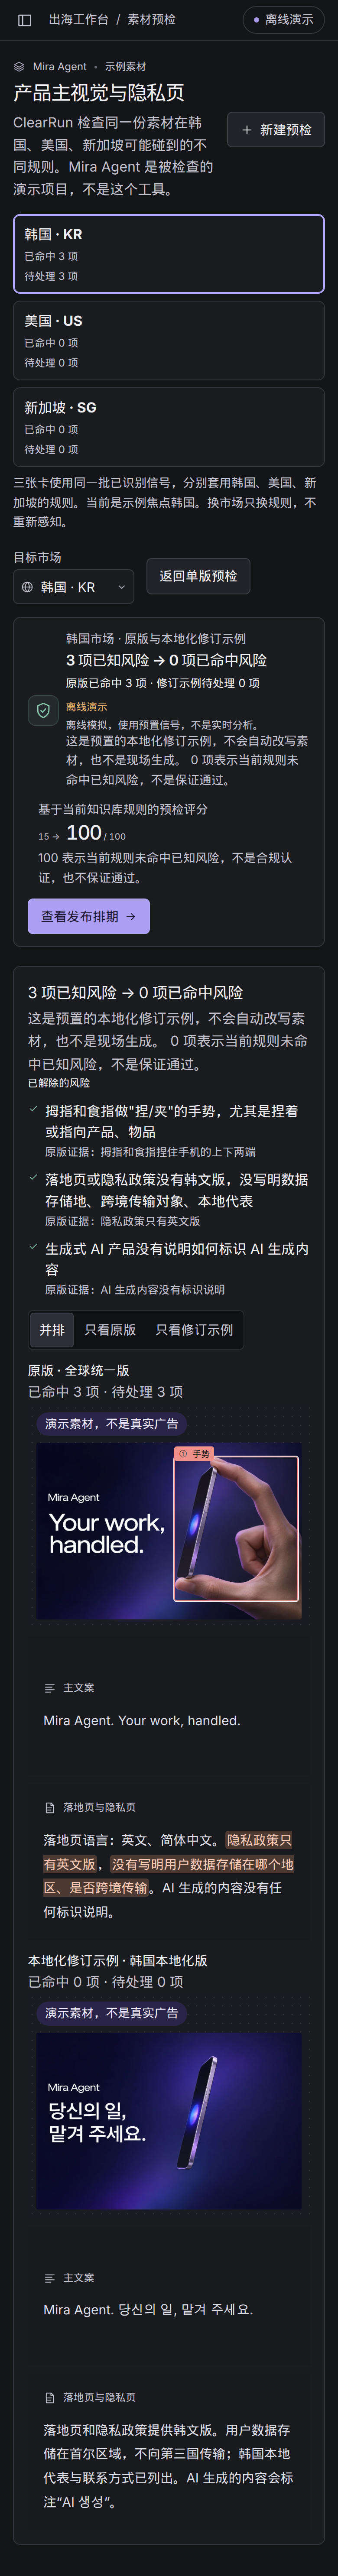 出海工作台 / 素材预检
离线演示
Mira Agent · 示例素材
产品主视觉与隐私页
ClearRun 检查同一份素材在韩
国、美国、新加坡可能碰到的不
同规则。Mira Agent 是被检查的
演示项目，不是这个工具。
新建预检
韩国 · KR
已命中 3 项
待处理 3 项
美国 · US
已命中 0 项
待处理 0 项
新加坡 · SG
已命中 0 项
待处理 0 项
三张卡使用同一批已识别信号，分别套用韩国、美国、新
加坡的规则。当前是示例焦点韩国。换市场只换规则，不
重新感知。
目标市场
韩国 · KR
返回单版预检
韩国市场 · 原版与本地化修订示例
3 项已知风险 → 0 项已命中风险
原版已命中 3 项 · 修订示例待处理 0 项
离线演示
离线模拟，使用预置信号，不是实时分析。
这是预置的本地化修订示例，不会自动改写素
材，也不是现场生成。 0 项表示当前规则未
命中已知风险，不是保证通过。
基于当前知识库规则的预检评分
15 → 100 / 100
100 表示当前规则未命中已知风险，不是合规认
证，也不保证通过。
查看发布排期 →
3 项已知风险 → 0 项已命中风险
这是预置的本地化修订示例，不会自动改写素
材，也不是现场生成。 0 项表示当前规则未命
中已知风险，不是保证通过。
已解除的风险
拇指和食指做"捏/夹"的手势，尤其是捏着
或指向产品、物品
原版证据：拇指和食指捏住手机的上下两端
落地页或隐私政策没有韩文版，没写明数据
存储地、跨境传输对象、本地代表
原版证据：隐私政策只有英文版
生成式 AI 产品没有说明如何标识 AI 生成内
容
原版证据：AI 生成内容没有标识说明
并排
只看原版
只看修订示例
原版 · 全球统一版
已命中 3 项 · 待处理 3 项
演示素材，不是真实广告
① 手势
Mira Agent
Your work,
handled.
主文案
Mira Agent. Your work, handled.
落地页与隐私页
落地页语言：英文、简体中文。隐私政策只
有英文版，没有写明用户数据存储在哪个地
区、是否跨境传输。AI 生成的内容没有任
何标识说明。
本地化修订示例 · 韩国本地化版
已命中 0 项 · 待处理 0 项
演示素材，不是真实广告
Mira Agent
당신의 일,
맡겨 주세요.
主文案
Mira Agent. 당신의 일, 맡겨 주세요.
落地页与隐私页
落地页和隐私政策提供韩文版。用户数据存
储在首尔区域，不向第三国传输；韩国本地
代表与联系方式已列出。AI 生成的内容会标
注“AI 생성”。